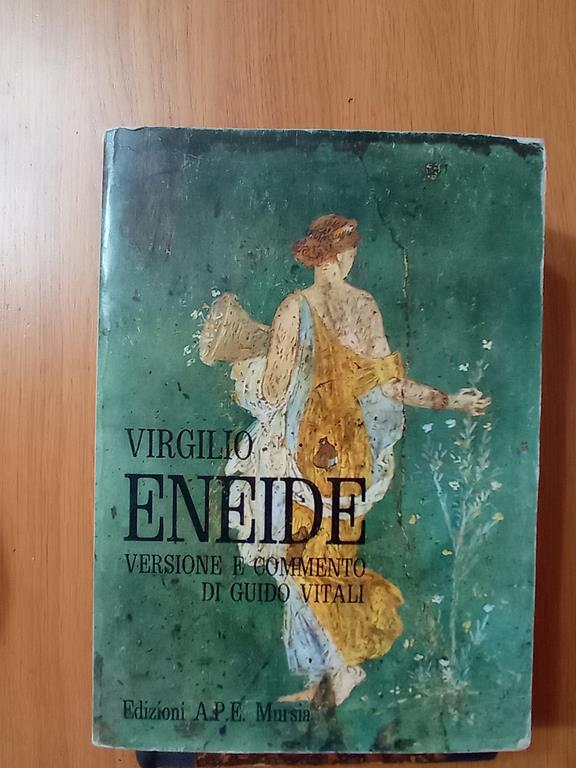 VIRGILIO
ENEIDE
VERSIONE E COMMENTO
DI GUIDO VITALI
Edizioni A.P.E. Mursia